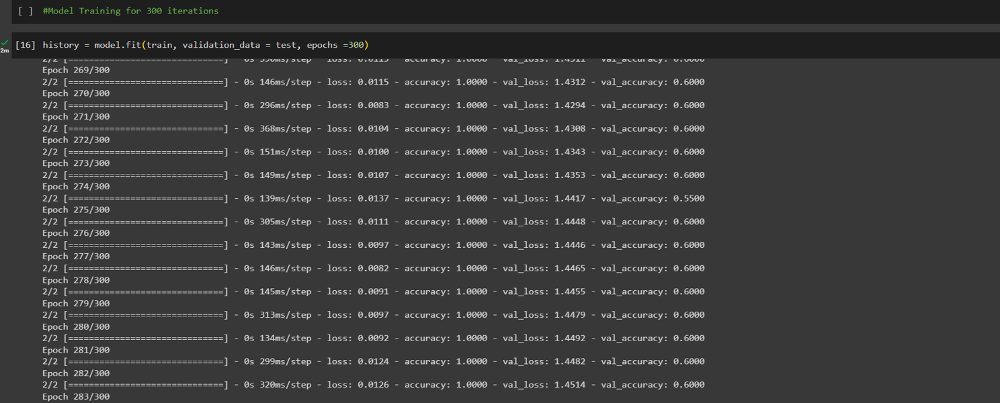 [ ] #Model Training for 300 iterations
[16] history = model.fit(train, validation_data = test, epochs =300)
2m
Epoch 269/300
2/2 [==============================] - 0s 146ms/step - loss: 0.0115 - accuracy: 1.0000 - val_loss: 1.4312 - val_accuracy: 0.6000
Epoch 270/300
2/2 [==============================] - 0s 296ms/step - loss: 0.0083 - accuracy: 1.0000 - val_loss: 1.4294 - val_accuracy: 0.6000
Epoch 271/300
2/2 [==============================] - 0s 368ms/step - loss: 0.0104 - accuracy: 1.0000 - val_loss: 1.4308 - val_accuracy: 0.6000
Epoch 272/300
2/2 [==============================] - 0s 151ms/step - loss: 0.0100 - accuracy: 1.0000 - val_loss: 1.4343 - val_accuracy: 0.6000
Epoch 273/300
2/2 [==============================] - 0s 149ms/step - loss: 0.0107 - accuracy: 1.0000 - val_loss: 1.4353 - val_accuracy: 0.6000
Epoch 274/300
2/2 [==============================] - 0s 139ms/step - loss: 0.0137 - accuracy: 1.0000 - val_loss: 1.4417 - val_accuracy: 0.5500
Epoch 275/300
2/2 [==============================] - 0s 305ms/step - loss: 0.0111 - accuracy: 1.0000 - val_loss: 1.4448 - val_accuracy: 0.6000
Epoch 276/300
2/2 [==============================] - 0s 143ms/step - loss: 0.0097 - accuracy: 1.0000 - val_loss: 1.4446 - val_accuracy: 0.6000
Epoch 277/300
2/2 [==============================] - 0s 146ms/step - loss: 0.0082 - accuracy: 1.0000 - val_loss: 1.4465 - val_accuracy: 0.6000
Epoch 278/300
2/2 [==============================] - 0s 145ms/step - loss: 0.0091 - accuracy: 1.0000 - val_loss: 1.4455 - val_accuracy: 0.6000
Epoch 279/300
2/2 [==============================] - 0s 313ms/step - loss: 0.0097 - accuracy: 1.0000 - val_loss: 1.4479 - val_accuracy: 0.6000
Epoch 280/300
2/2 [==============================] - 0s 134ms/step - loss: 0.0092 - accuracy: 1.0000 - val_loss: 1.4492 - val_accuracy: 0.6000
Epoch 281/300
2/2 [==============================] - 0s 299ms/step - loss: 0.0124 - accuracy: 1.0000 - val_loss: 1.4482 - val_accuracy: 0.6000
Epoch 282/300
2/2 [==============================] - 0s 320ms/step - loss: 0.0126 - accuracy: 1.0000 - val_loss: 1.4514 - val_accuracy: 0.6000
Epoch 283/300